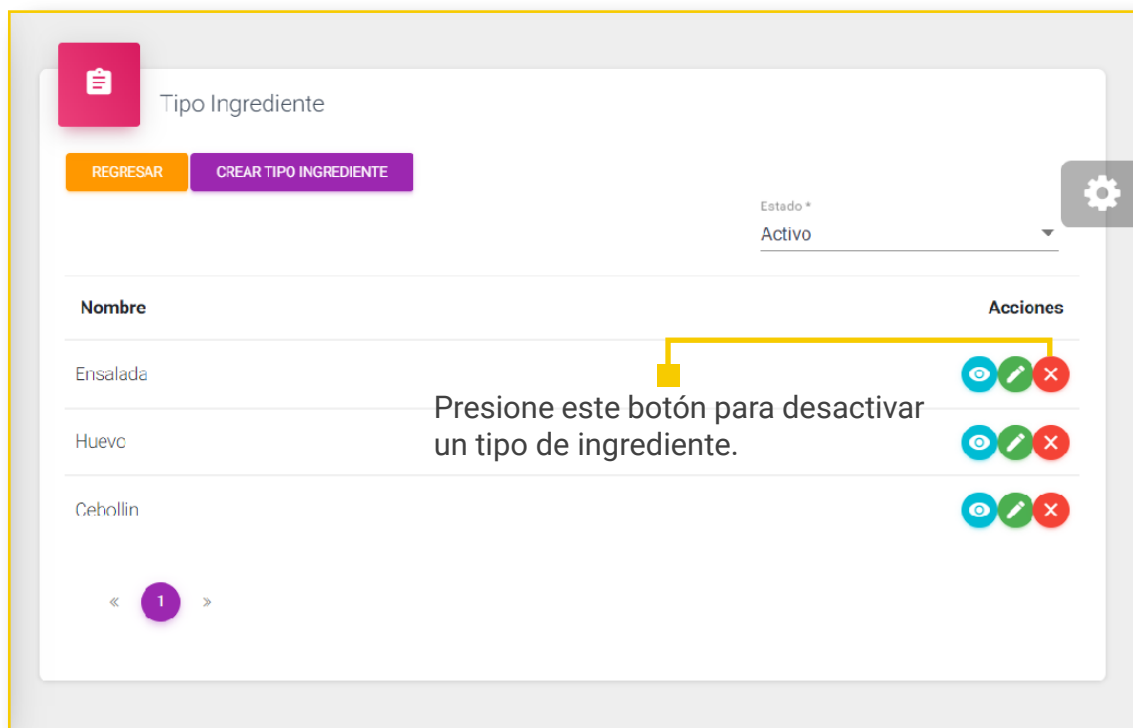 Tipo Ingrediente
REGRESAR
CREAR TIPO INGREDIENTE
Estado *
Activo
Nombre
Acciones
Ensalada
Presione este botón para desactivar
un tipo de ingrediente.
Huevo
Cebollin
« 1 »